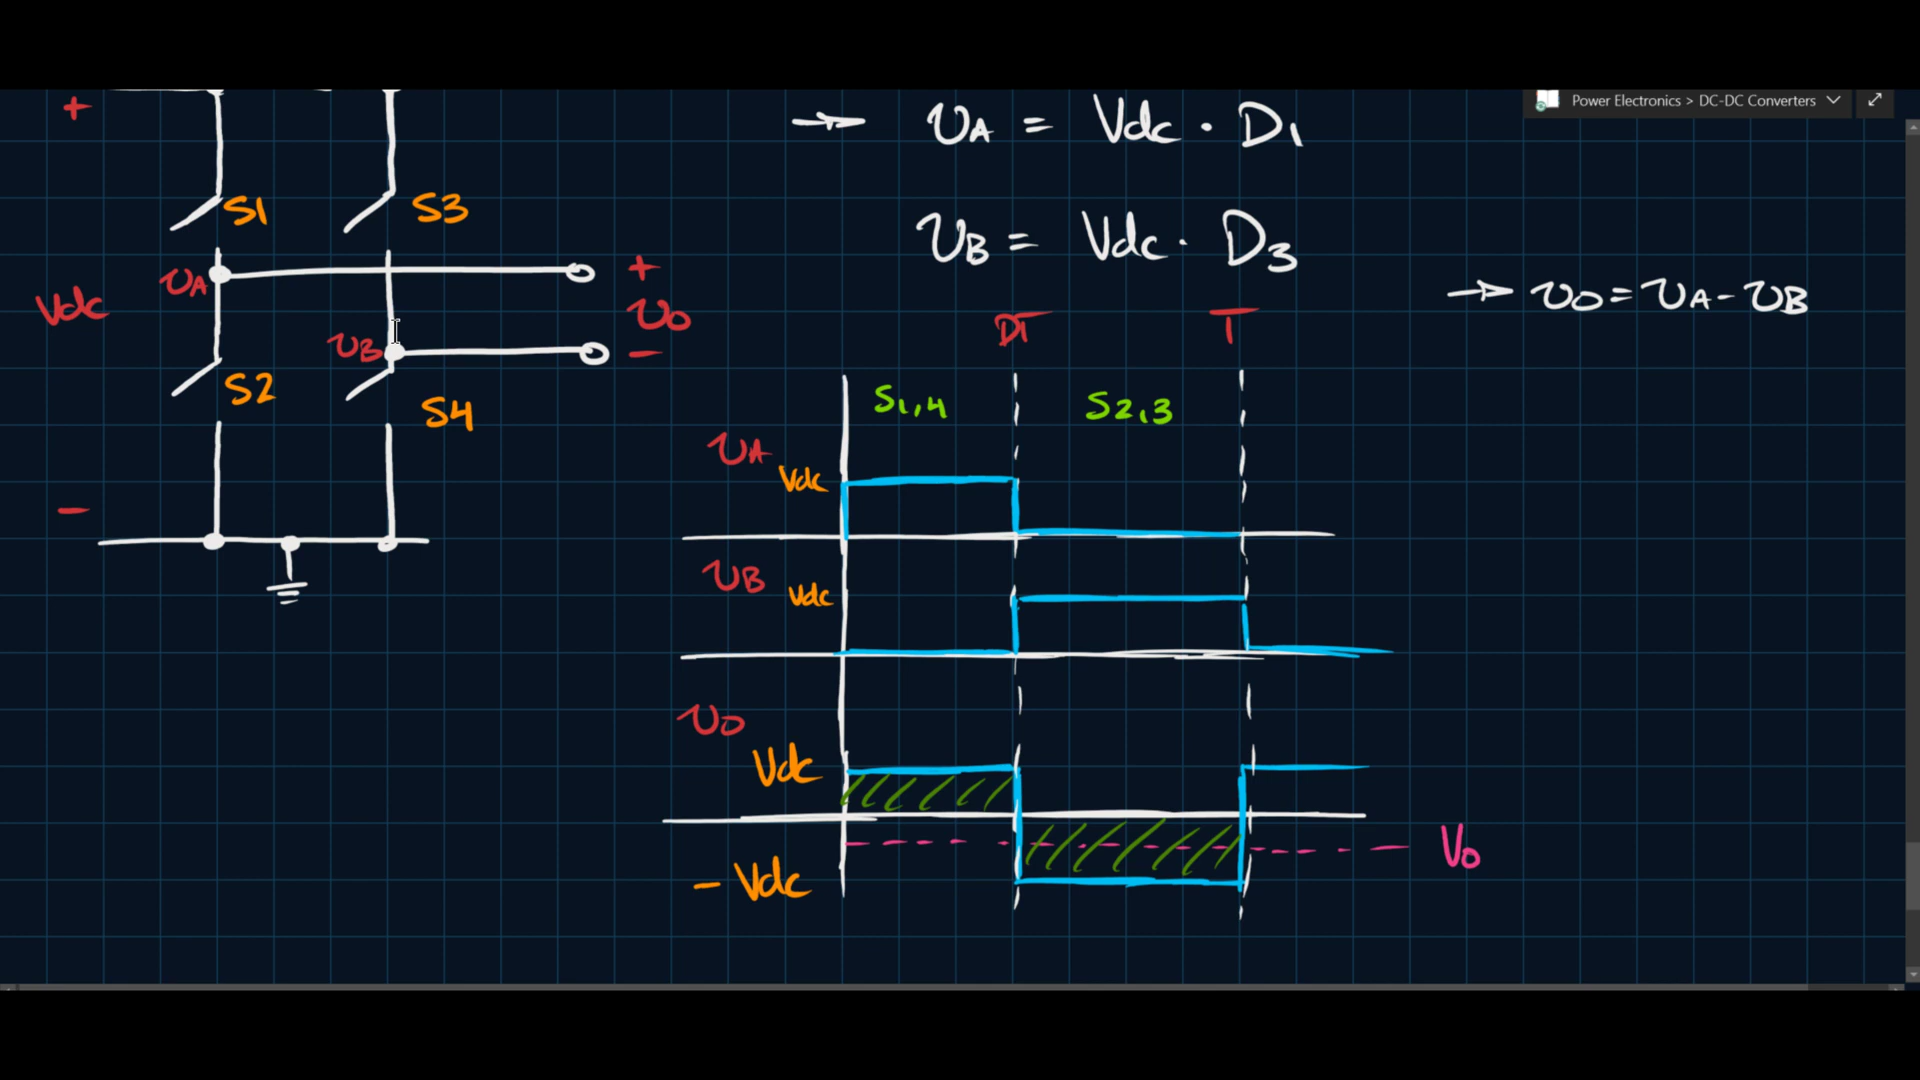 Power Electronics > DC-DC Converters
+
→ VA = Vdc · D1
S1
S3
VB = Vdc · D3
VA
+
Vdc
VO
→ VO = VA - VB
VB
-
DT
T
S2
S4
S1,4
S2,3
VA
Vdc
-
VB
Vdc
VO
Vdc
VO
- Vdc